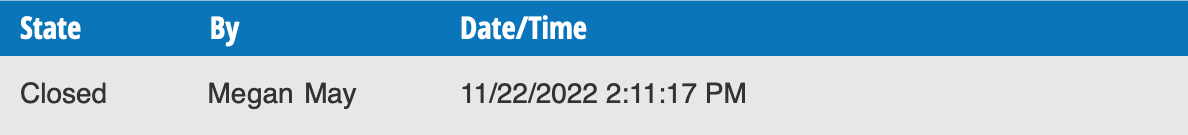 State By Date/Time
Closed Megan May 11/22/2022 2:11:17 PM